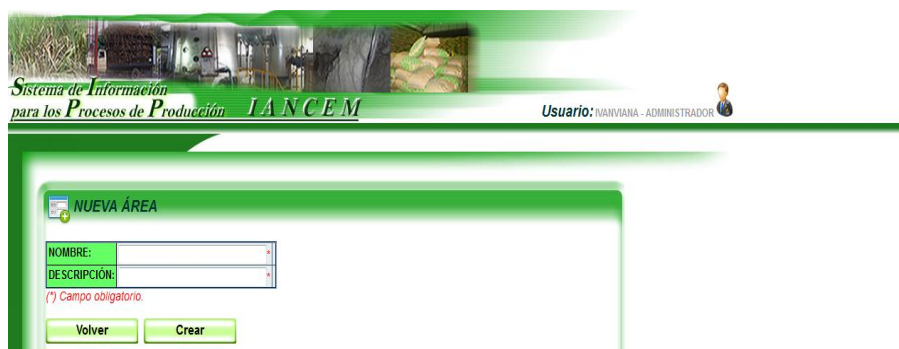 Sistema de Información
para los Procesos de Producción IANCEM
Usuario: IVANVIANA - ADMINISTRADOR
NUEVA ÁREA
NOMBRE: *
DESCRIPCIÓN: *
(*) Campo obligatorio.
Volver Crear